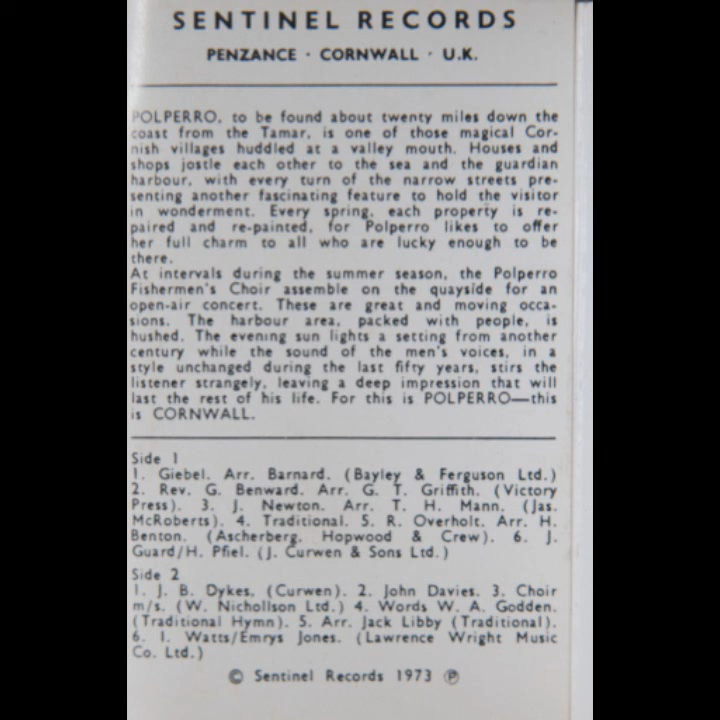 SENTINEL RECORDS
PENZANCE · CORNWALL · U.K.
POLPERRO, to be found about twenty miles down the
coast from the Tamar, is one of those magical Cor-
nish villages huddled at a valley mouth. Houses and
shops jostle each other to the sea and the guardian
harbour, with every turn of the narrow streets pre-
senting another fascinating feature to hold the visitor
in wonderment. Every spring, each property is re-
paired and re-painted, for Polperro likes to offer
her full charm to all who are lucky enough to be
there.
At intervals during the summer season, the Polperro
Fishermen's Choir assemble on the quayside for an
open-air concert. These are great and moving occa-
sions. The harbour area, packed with people, is
hushed. The evening sun lights a setting from another
century while the sound of the men's voices, in a
style unchanged during the last fifty years, stirs the
listener strangely, leaving a deep impression that will
last the rest of his life. For this is POLPERRO—this
is CORNWALL.
Side 1
1. Giebel. Arr. Barnard. (Bayley & Ferguson Ltd.)
2. Rev. G. Benward. Arr. G. T. Griffith. (Victory
Press). 3. J. Newton. Arr. T. H. Mann. (Jas.
McRoberts). 4. Traditional. 5. R. Overholt. Arr. H.
Benton. (Ascherberg, Hopwood & Crew). 6. J.
Guard/H. Pfiel. (J. Curwen & Sons Ltd.)
Side 2
1. J. B. Dykes. (Curwen). 2. John Davies. 3. Choir
m/s. (W. Nichollson Ltd.) 4. Words W. A. Godden.
(Traditional Hymn). 5. Arr. Jack Libby (Traditional).
6. I. Watts/Emrys Jones. (Lawrence Wright Music
Co. Ltd.)
© Sentinel Records 1973 ℗